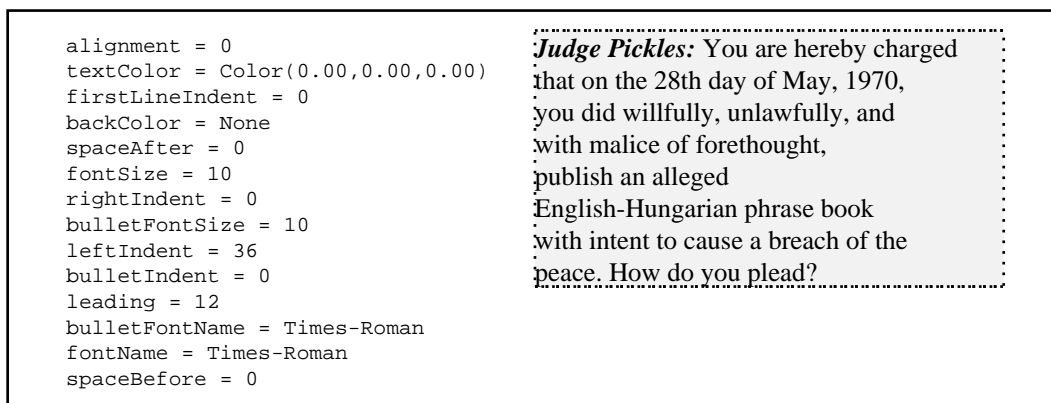 alignment = 0
textColor = Color(0.00,0.00,0.00)
firstLineIndent = 0
backColor = None
spaceAfter = 0
fontSize = 10
rightIndent = 0
bulletFontSize = 10
leftIndent = 36
bulletIndent = 0
leading = 12
bulletFontName = Times-Roman
fontName = Times-Roman
spaceBefore = 0
Judge Pickles: You are hereby charged
that on the 28th day of May, 1970,
you did willfully, unlawfully, and
with malice of forethought,
publish an alleged
English-Hungarian phrase book
with intent to cause a breach of the
peace. How do you plead?